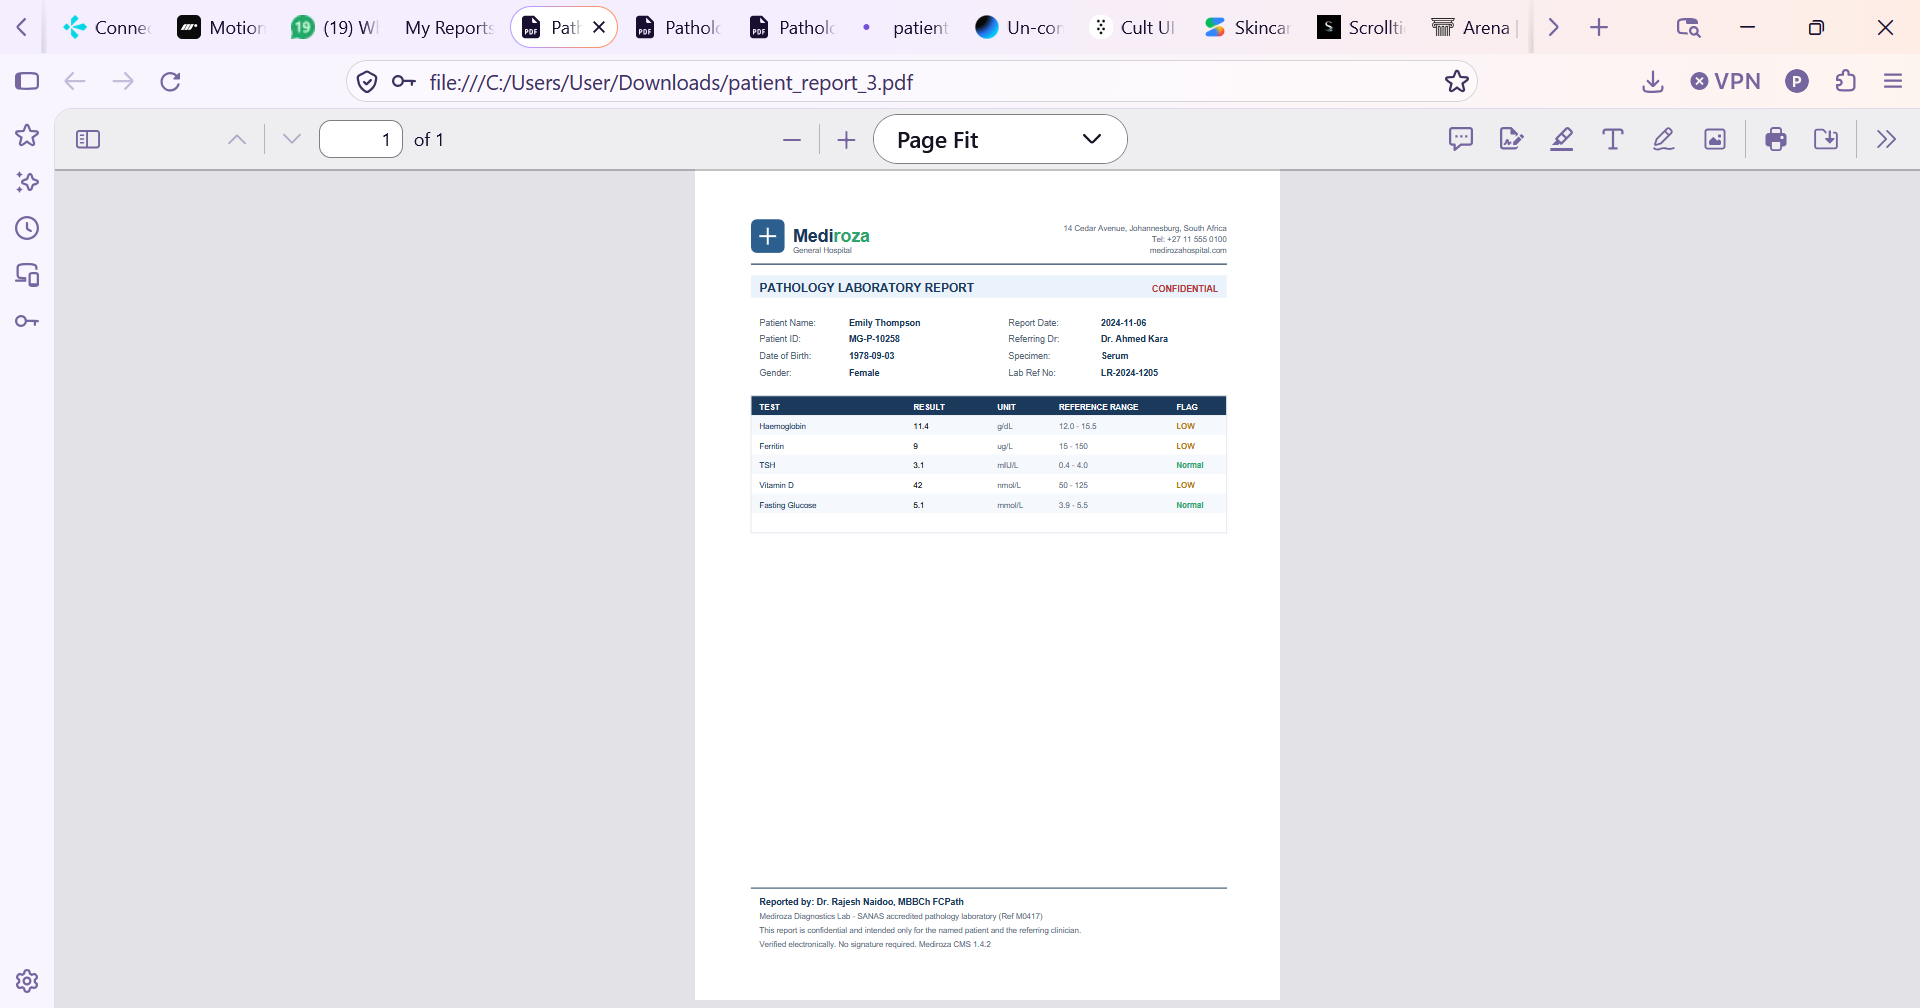 Connec
Motion
(19) W
My Reports
Path
Patholo
Patholo
patient
Un-cor
Cult UI
Skincar
Scrollti
Arena |
file:///C:/Users/User/Downloads/patient_report_3.pdf
VPN
P
1 of 1
Page Fit
Mediroza
General Hospital
14 Cedar Avenue, Johannesburg, South Africa
Tel: +27 11 555 0100
medirozahospital.com
PATHOLOGY LABORATORY REPORT CONFIDENTIAL
Patient Name: Emily Thompson Report Date: 2024-11-06
Patient ID: MG-P-10258 Referring Dr: Dr. Ahmed Kara
Date of Birth: 1978-09-03 Specimen: Serum
Gender: Female Lab Ref No: LR-2024-1205
TEST RESULT UNIT REFERENCE RANGE FLAG
Haemoglobin 11.4 g/dL 12.0 - 15.5 LOW
Ferritin 9 ug/L 15 - 150 LOW
TSH 3.1 mIU/L 0.4 - 4.0 Normal
Vitamin D 42 nmol/L 50 - 125 LOW
Fasting Glucose 5.1 mmol/L 3.9 - 5.5 Normal
Reported by: Dr. Rajesh Naidoo, MBBCh FCPath
Mediroza Diagnostics Lab - SANAS accredited pathology laboratory (Ref M0417)
This report is confidential and intended only for the named patient and the referring clinician.
Verified electronically. No signature required. Mediroza CMS 1.4.2